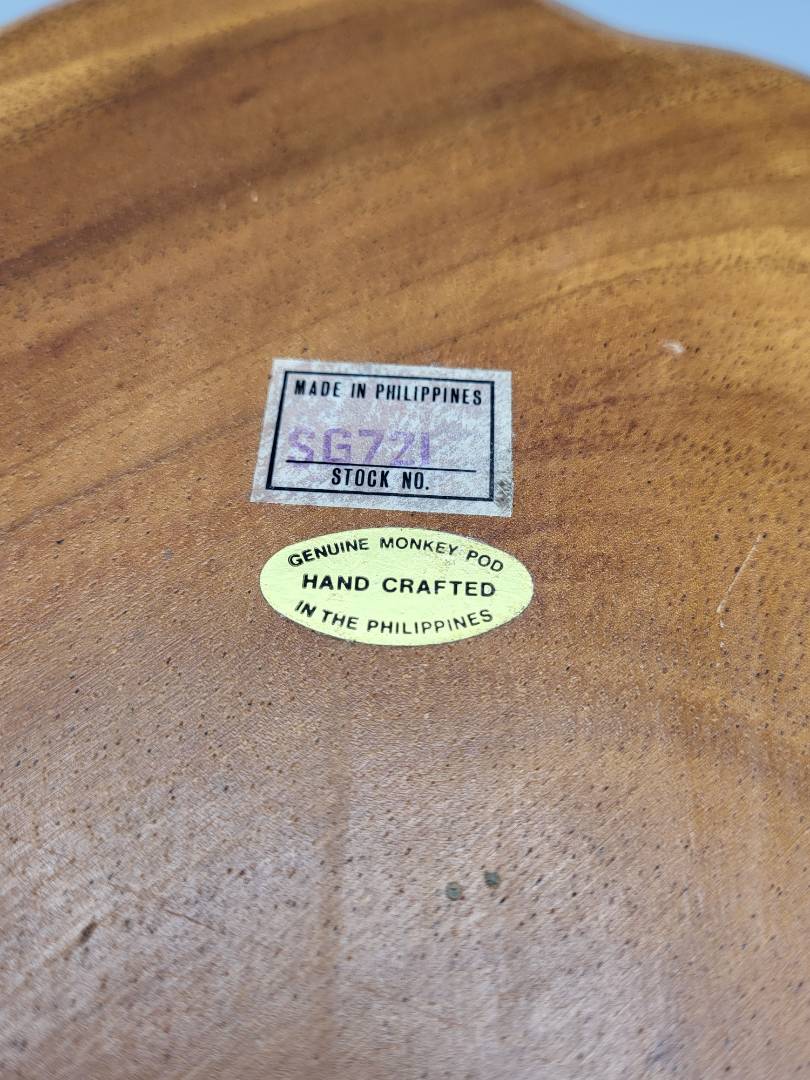 MADE IN PHILIPPINES
SG721
STOCK NO.
GENUINE MONKEY POD
HAND CRAFTED
IN THE PHILIPPINES